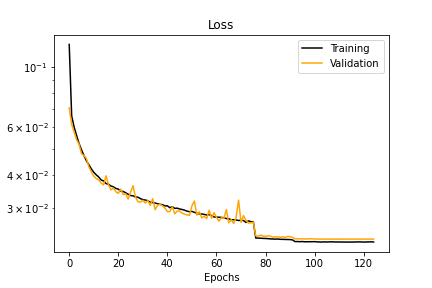 Loss
Training
Validation
10⁻¹
6 × 10⁻²
4 × 10⁻²
3 × 10⁻²
0 20 40 60 80 100 120
Epochs